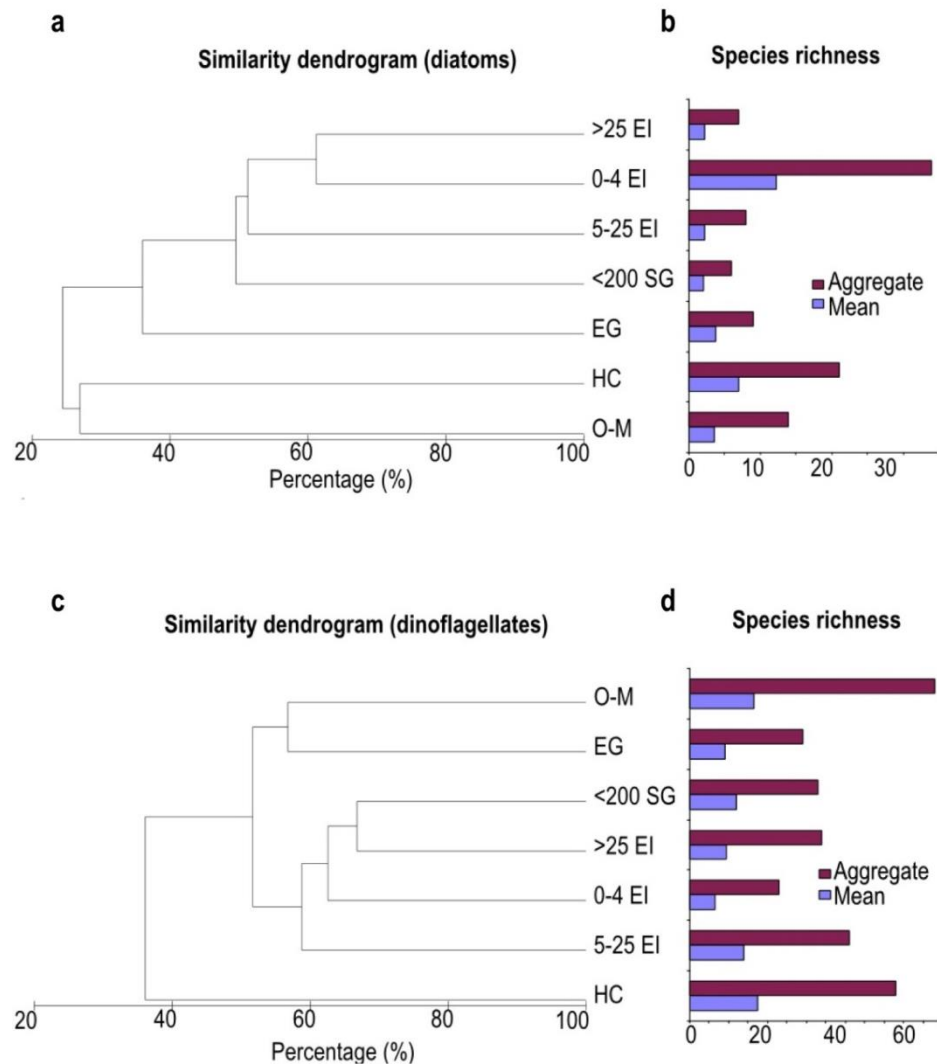 a
Similarity dendrogram (diatoms)
>25 EI
0-4 EI
5-25 EI
<200 SG
EG
HC
O-M
20 40 60 80 100
Percentage (%)
b
Species richness
Aggregate
Mean
0 10 20 30
c
Similarity dendrogram (dinoflagellates)
O-M
EG
<200 SG
>25 EI
0-4 EI
5-25 EI
HC
20 40 60 80 100
Percentage (%)
d
Species richness
Aggregate
Mean
0 20 40 60